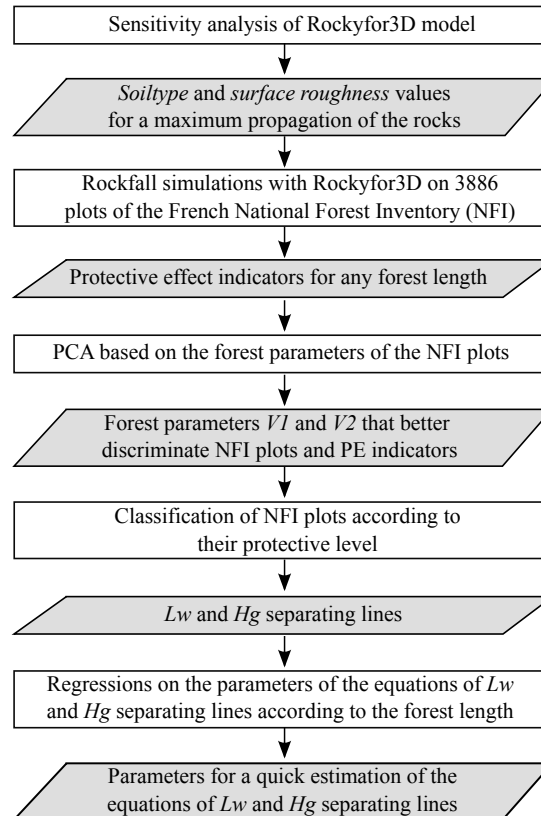 Sensitivity analysis of Rockyfor3D model
Soiltype and surface roughness values
for a maximum propagation of the rocks
Rockfall simulations with Rockyfor3D on 3886
plots of the French National Forest Inventory (NFI)
Protective effect indicators for any forest length
PCA based on the forest parameters of the NFI plots
Forest parameters V1 and V2 that better
discriminate NFI plots and PE indicators
Classification of NFI plots according to
their protective level
Lw and Hg separating lines
Regressions on the parameters of the equations of Lw
and Hg separating lines according to the forest length
Parameters for a quick estimation of the
equations of Lw and Hg separating lines